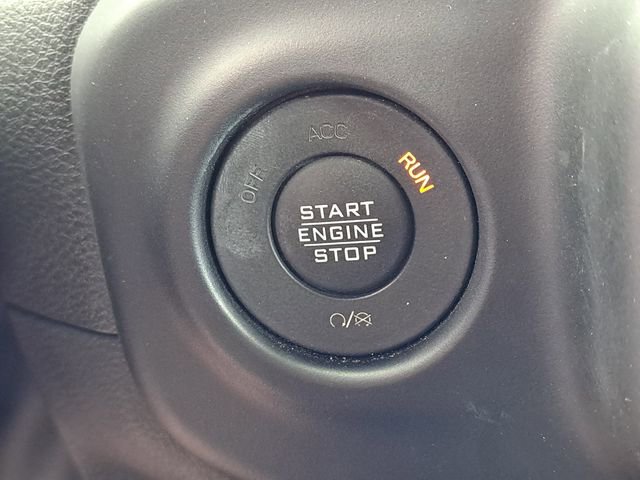 OFF
ACC
RUN
START
ENGINE
STOP